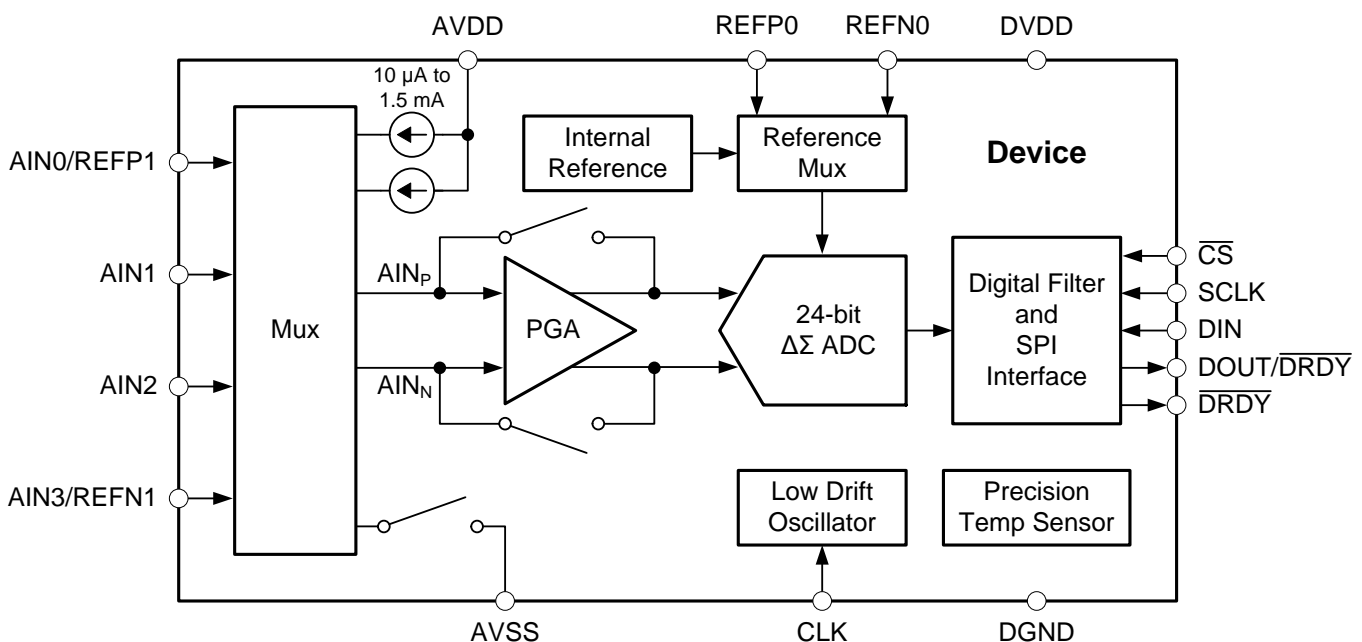 AVDD
REFP0
REFN0
DVDD
10 µA to
1.5 mA
AIN0/REFP1
AIN1
AIN2
AIN3/REFN1
Mux
Internal
Reference
Reference
Mux
Device
AINP
AINN
PGA
24-bit
ΔΣ ADC
Digital Filter
and
SPI
Interface
CS
SCLK
DIN
DOUT/DRDY
DRDY
Low Drift
Oscillator
Precision
Temp Sensor
AVSS
CLK
DGND